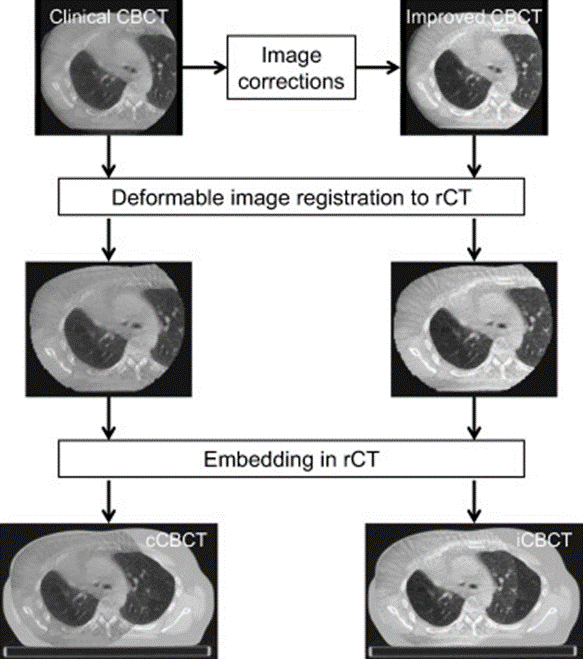 Clinical CBCT
Image
corrections
Improved CBCT
Deformable image registration to rCT
Embedding in rCT
cCBCT
iCBCT